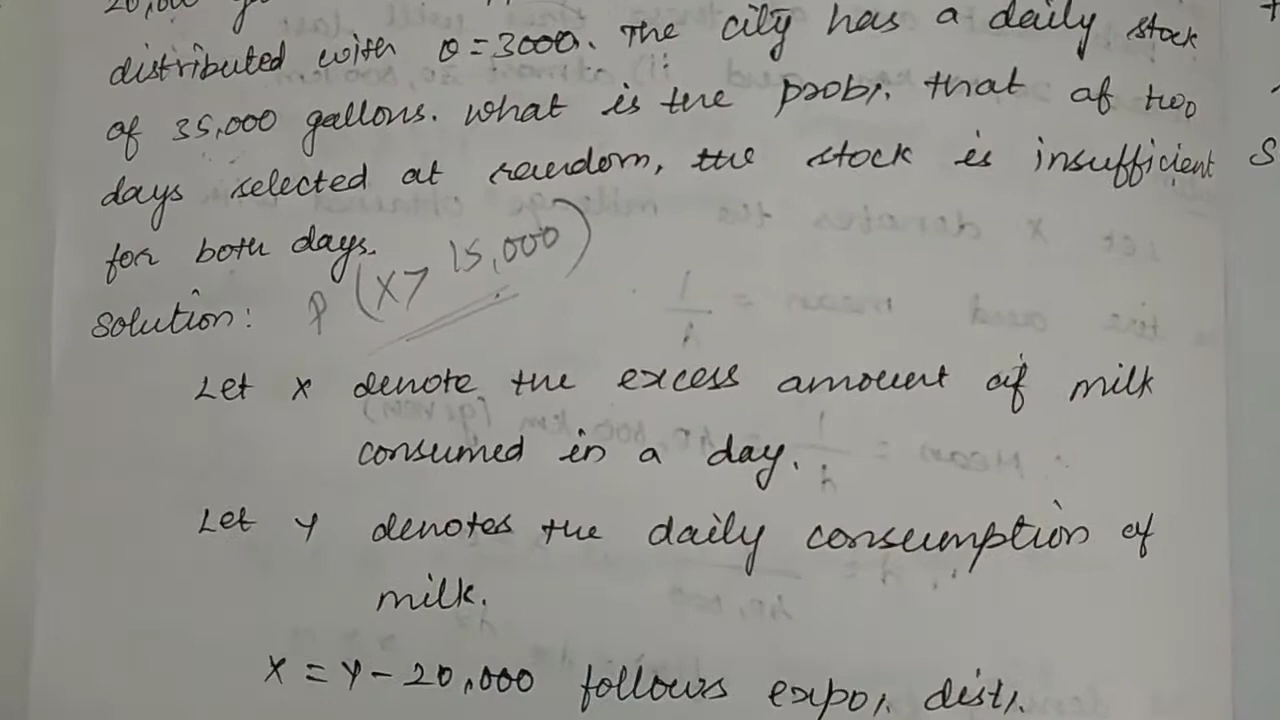 20,000
distributed with θ = 3000. The city has a daily stock
of 35,000 gallons. what is the prob/. that of two
days selected at random, the stock is insufficient
for both days.
P (X > 15,000)
Solution:
Let X denote the excess amount of milk
consumed in a day.
Let Y denotes the daily consumption of
milk.
X = Y - 20,000 follows expo/. dist/.